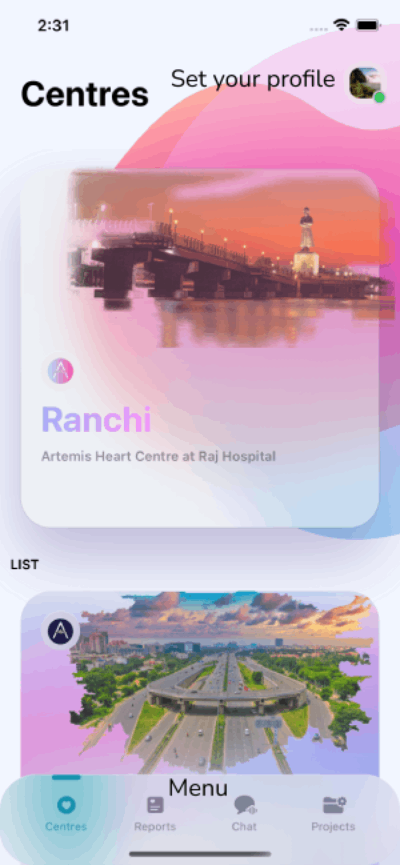 2:31
Set your profile
Centres
Ranchi
Artemis Heart Centre at Raj Hospital
LIST
Menu
Centres
Reports
Chat
Projects